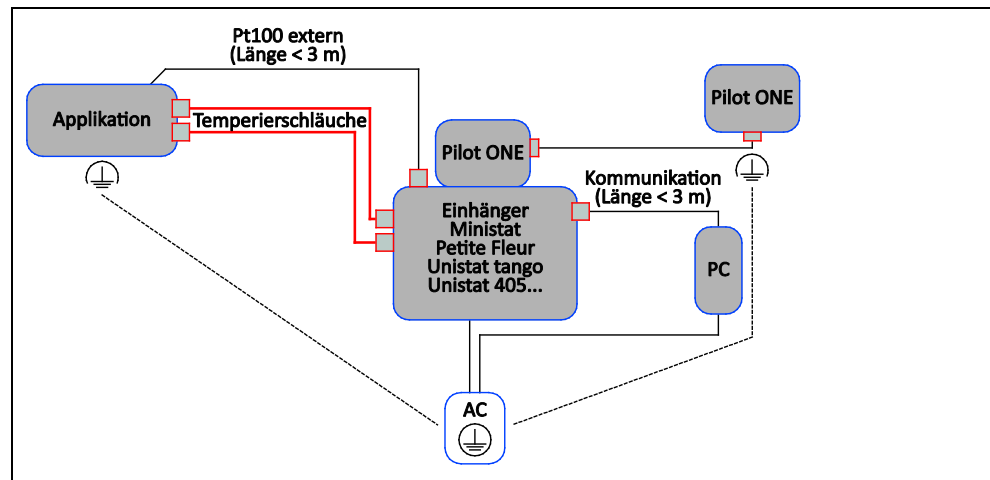 Pt100 extern
(Länge < 3 m)
Applikation
Temperierschläuche
Pilot ONE
Pilot ONE
Kommunikation
(Länge < 3 m)
Einhänger
Ministat
Petite Fleur
Unistat tango
Unistat 405...
PC
AC